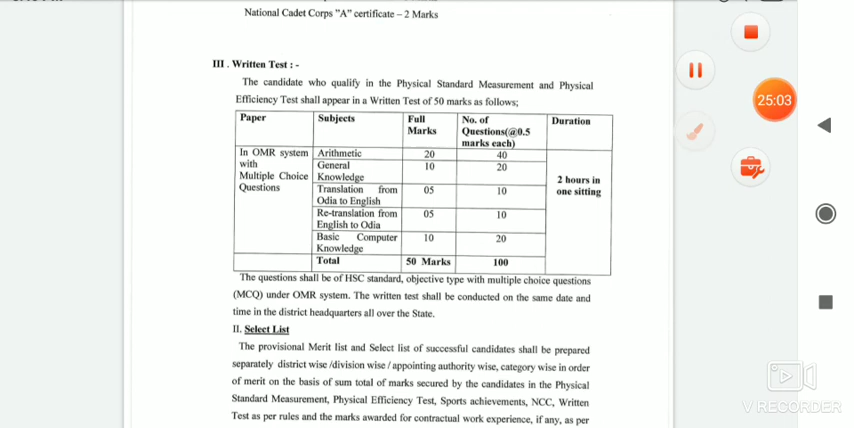 National Cadet Corps "A" certificate – 2 Marks
III . Written Test : -
The candidate who qualify in the Physical Standard Measurement and Physical
Efficiency Test shall appear in a Written Test of 50 marks as follows;
Paper Subjects Full Marks No. of Questions(@0.5 marks each) Duration
In OMR system with Multiple Choice Questions
Arithmetic 20 40
General Knowledge 10 20
Translation from Odia to English 05 10
Re-translation from English to Odia 05 10
Basic Computer Knowledge 10 20
2 hours in one sitting
Total 50 Marks 100
The questions shall be of HSC standard, objective type with multiple choice questions
(MCQ) under OMR system. The written test shall be conducted on the same date and
time in the district headquarters all over the State.
II. Select List
The provisional Merit list and Select list of successful candidates shall be prepared
separately district wise /division wise / appointing authority wise, category wise in order
of merit on the basis of sum total of marks secured by the candidates in the Physical
Standard Measurement, Physical Efficiency Test, Sports achievements, NCC, Written
Test as per rules and the marks awarded for contractual work experience, if any, as per
25:03
V RECORDER